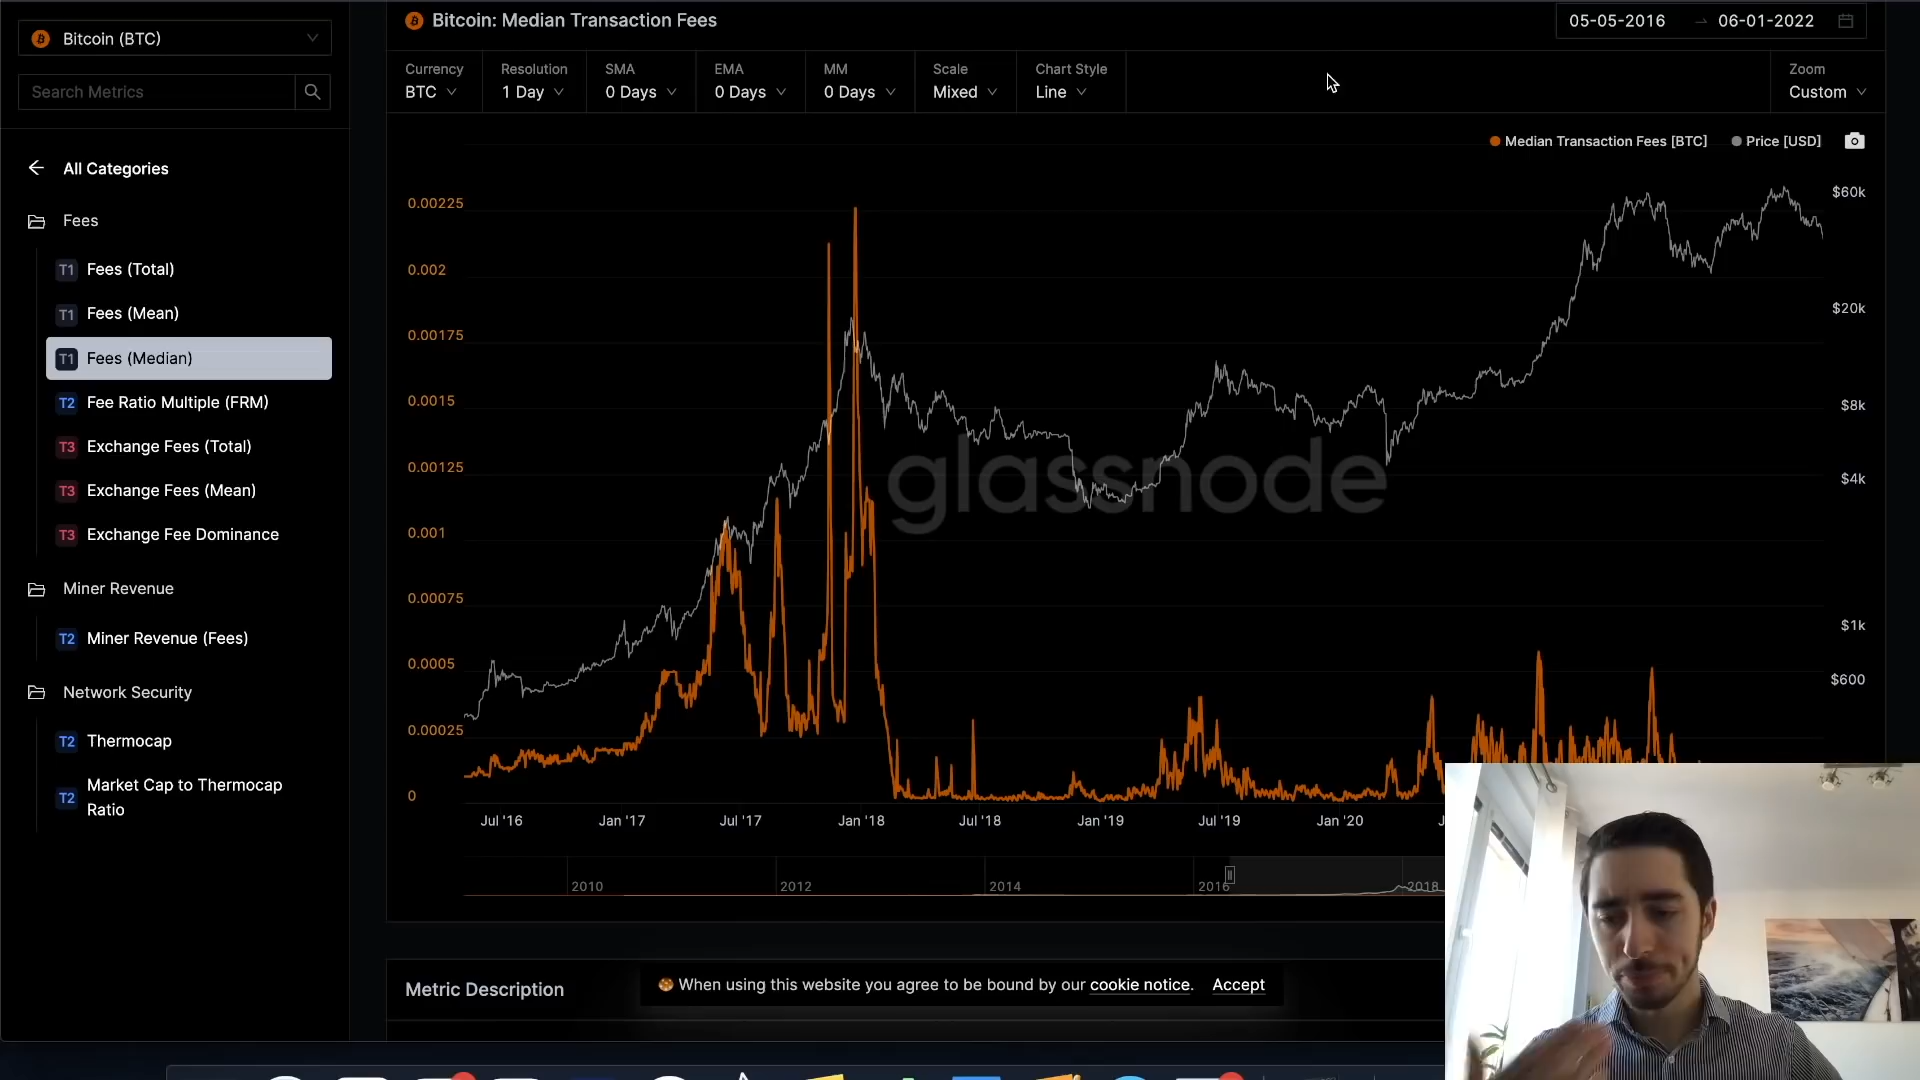 Bitcoin (BTC)
Search Metrics
All Categories
Fees
T1 Fees (Total)
T1 Fees (Mean)
T1 Fees (Median)
T2 Fee Ratio Multiple (FRM)
T3 Exchange Fees (Total)
T3 Exchange Fees (Mean)
T3 Exchange Fee Dominance
Miner Revenue
T2 Miner Revenue (Fees)
Network Security
T2 Thermocap
T2 Market Cap to Thermocap
Ratio
Bitcoin: Median Transaction Fees
05-05-2016 → 06-01-2022
Currency
BTC
Resolution
1 Day
SMA
0 Days
EMA
0 Days
MM
0 Days
Scale
Mixed
Chart Style
Line
Zoom
Custom
Median Transaction Fees [BTC]
Price [USD]
0.00225
0.002
0.00175
0.0015
0.00125
0.001
0.00075
0.0005
0.00025
0
$60k
$20k
$8k
$4k
$1k
$600
glassnode
Jul '16
Jan '17
Jul '17
Jan '18
Jul '18
Jan '19
Jul '19
Jan '20
2010
2012
2014
2016
2018
Metric Description
When using this website you agree to be bound by our cookie notice. Accept